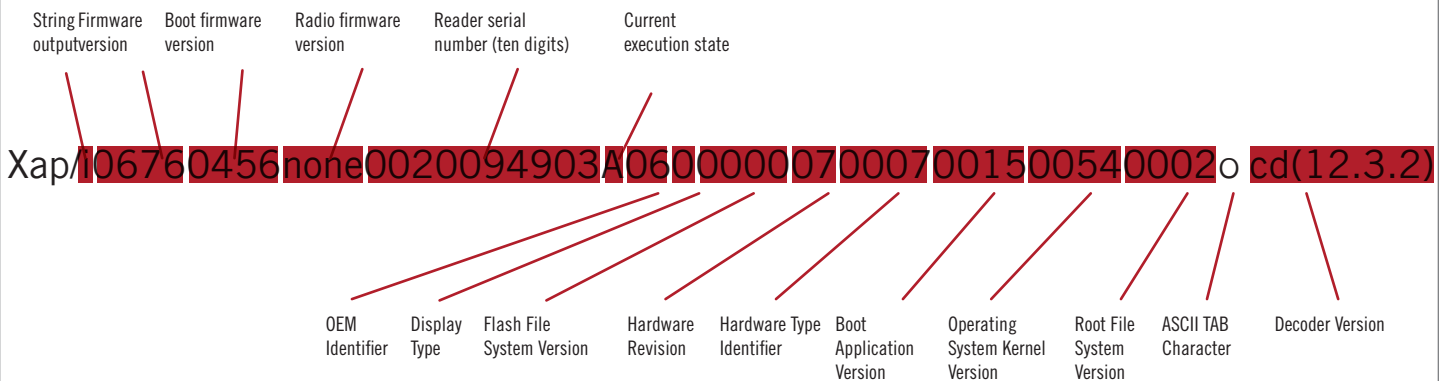 String Firmware
outputversion
Boot firmware
version
Radio firmware
version
Reader serial
number (ten digits)
Current
execution state
Xap/i06760456none0020094903A0600000070007001500540002o cd(12.3.2)
OEM
Identifier
Display
Type
Flash File
System Version
Hardware
Revision
Hardware Type
Identifier
Boot
Application
Version
Operating
System Kernel
Version
Root File
System
Version
ASCII TAB
Character
Decoder Version